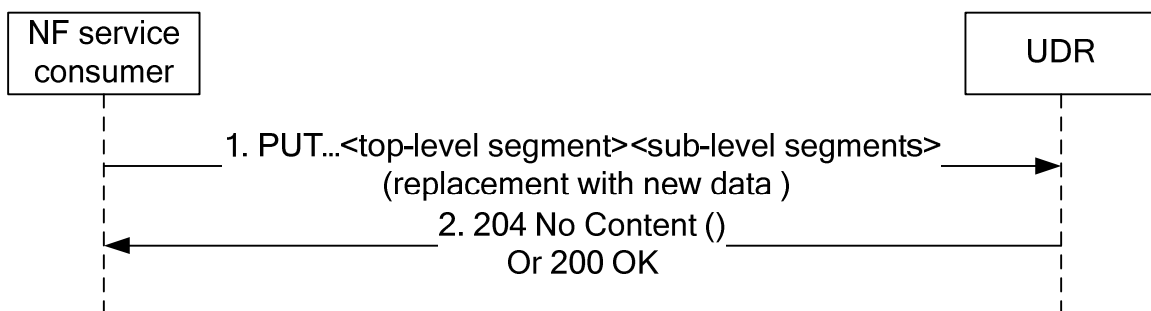 NF service
consumer
UDR
1. PUT...<top-level segment><sub-level segments>
(replacement with new data )
2. 204 No Content ()
Or 200 OK